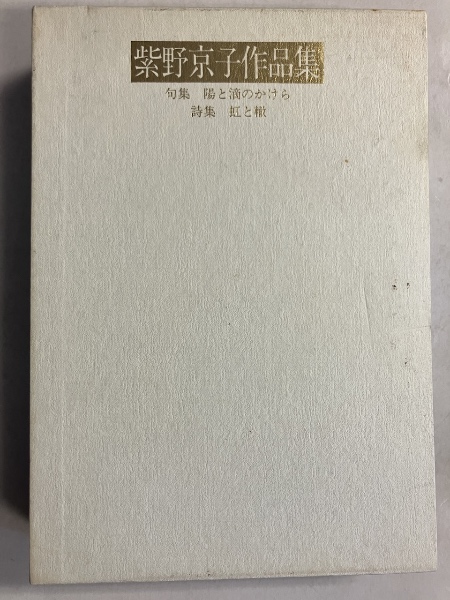 紫野京子作品集
句集 陽と滴のかけら
詩集 挋と轍